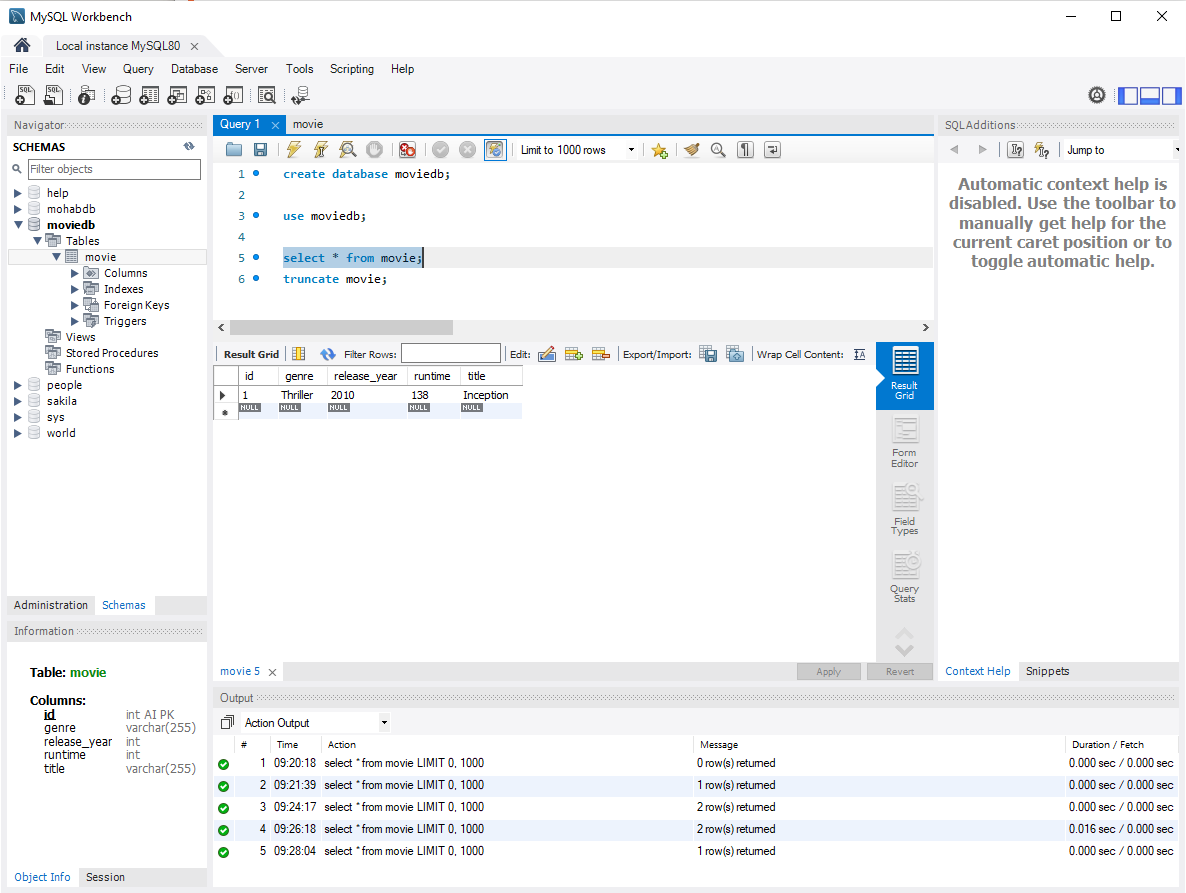 MySQL Workbench
Local instance MySQL80
File Edit View Query Database Server Tools Scripting Help
Navigator
SCHEMAS
Filter objects
help
mohabdb
moviedb
Tables
movie
Columns
Indexes
Foreign Keys
Triggers
Views
Stored Procedures
Functions
people
sakila
sys
world
Administration Schemas
Information
Table: movie
Columns:
id int AI PK
genre varchar(255)
release_year int
runtime int
title varchar(255)
Object Info Session
Query 1 movie
Limit to 1000 rows
1 create database moviedb;
2
3 use moviedb;
4
5 select * from movie;
6 truncate movie;
Result Grid Filter Rows: Edit: Export/Import: Wrap Cell Content: IA
id genre release_year runtime title
1 Thriller 2010 138 Inception
NULL NULL NULL NULL NULL
Result Grid
Form Editor
Field Types
Query Stats
movie 5 Apply Revert
SQLAdditions
Jump to
Automatic context help is
disabled. Use the toolbar to
manually get help for the
current caret position or to
toggle automatic help.
Context Help Snippets
Output
Action Output
# Time Action Message Duration / Fetch
1 09:20:18 select * from movie LIMIT 0, 1000 0 row(s) returned 0.000 sec / 0.000 sec
2 09:21:39 select * from movie LIMIT 0, 1000 1 row(s) returned 0.000 sec / 0.000 sec
3 09:24:17 select * from movie LIMIT 0, 1000 2 row(s) returned 0.000 sec / 0.000 sec
4 09:26:18 select * from movie LIMIT 0, 1000 2 row(s) returned 0.016 sec / 0.000 sec
5 09:28:04 select * from movie LIMIT 0, 1000 1 row(s) returned 0.000 sec / 0.000 sec